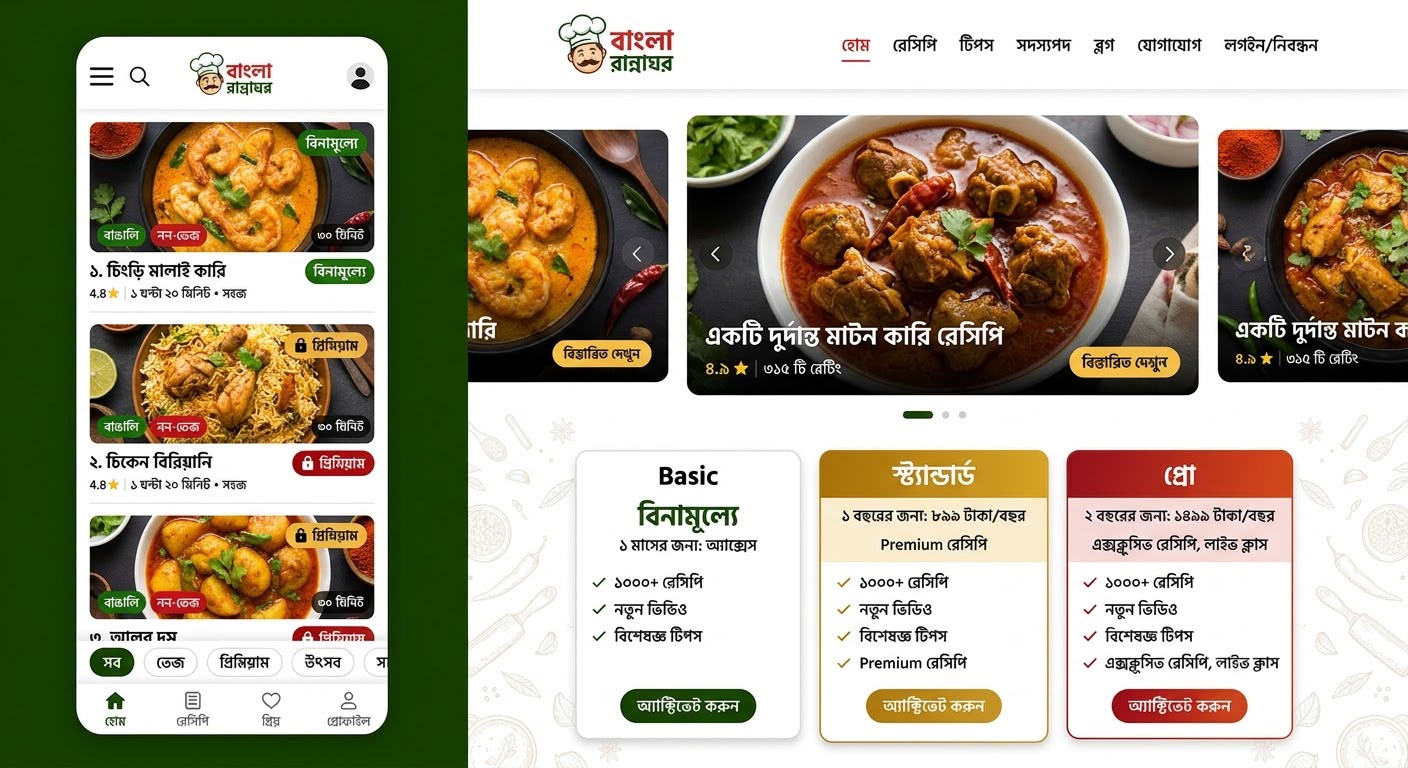 বাংলা
রান্নাঘর
বিনামূল্যে
বাঙালি
নন-ভেজ
৩০ মিনিট
১. চিংড়ি মালাই কারি
বিনামূল্যে
4.8 | ১ ঘন্টা ২০ মিনিট • সহজ
প্রিমিয়াম
বাঙালি
নন-ভেজ
৩০ মিনিট
২. চিকেন বিরিয়ানি
প্রিমিয়াম
4.8 | ১ ঘন্টা ২০ মিনিট • সহজ
প্রিমিয়াম
বাঙালি
নন-ভেজ
৩০ মিনিট
৩. আলুর দম
প্রিমিয়াম
সব
ভেজ
প্রিমিয়াম
উৎসব
হোম
রেসিপি
প্রিয়
প্রোফাইল
বাংলা
রান্নাঘর
হোম রেসিপি টিপস সদস্যপদ ব্লগ যোগাযোগ লগইন/নিবন্ধন
ারি
বিস্তারিত দেখুন
একটি দুর্দান্ত মাটন কারি রেসিপি
৪.৯ | ৩১৫ টি রেটিং
বিস্তারিত দেখুন
একটি দুর্দান্ত মাটন ক
৪.৯ | ৩১৫ টি রেটিং
Basic
বিনামূল্যে
১ মাসের জন্য: অ্যাক্সেস
১০০০+ রেসিপি
নতুন ভিডিও
বিশেষজ্ঞ টিপস
অ্যাক্টিভেট করুন
স্ট্যান্ডার্ড
১ বছরের জন্য: ৮৯৯ টাকা/বছর
Premium রেসিপি
১০০০+ রেসিপি
নতুন ভিডিও
বিশেষজ্ঞ টিপস
Premium রেসিপি
অ্যাক্টিভেট করুন
প্রো
২ বছরের জন্য: ১৪৯৯ টাকা/বছর
এক্সক্লুসিভ রেসিপি, লাইভ ক্লাস
১০০০+ রেসিপি
নতুন ভিডিও
বিশেষজ্ঞ টিপস
এক্সক্লুসিভ রেসিপি, লাইভ ক্লাস
অ্যাক্টিভেট করুন